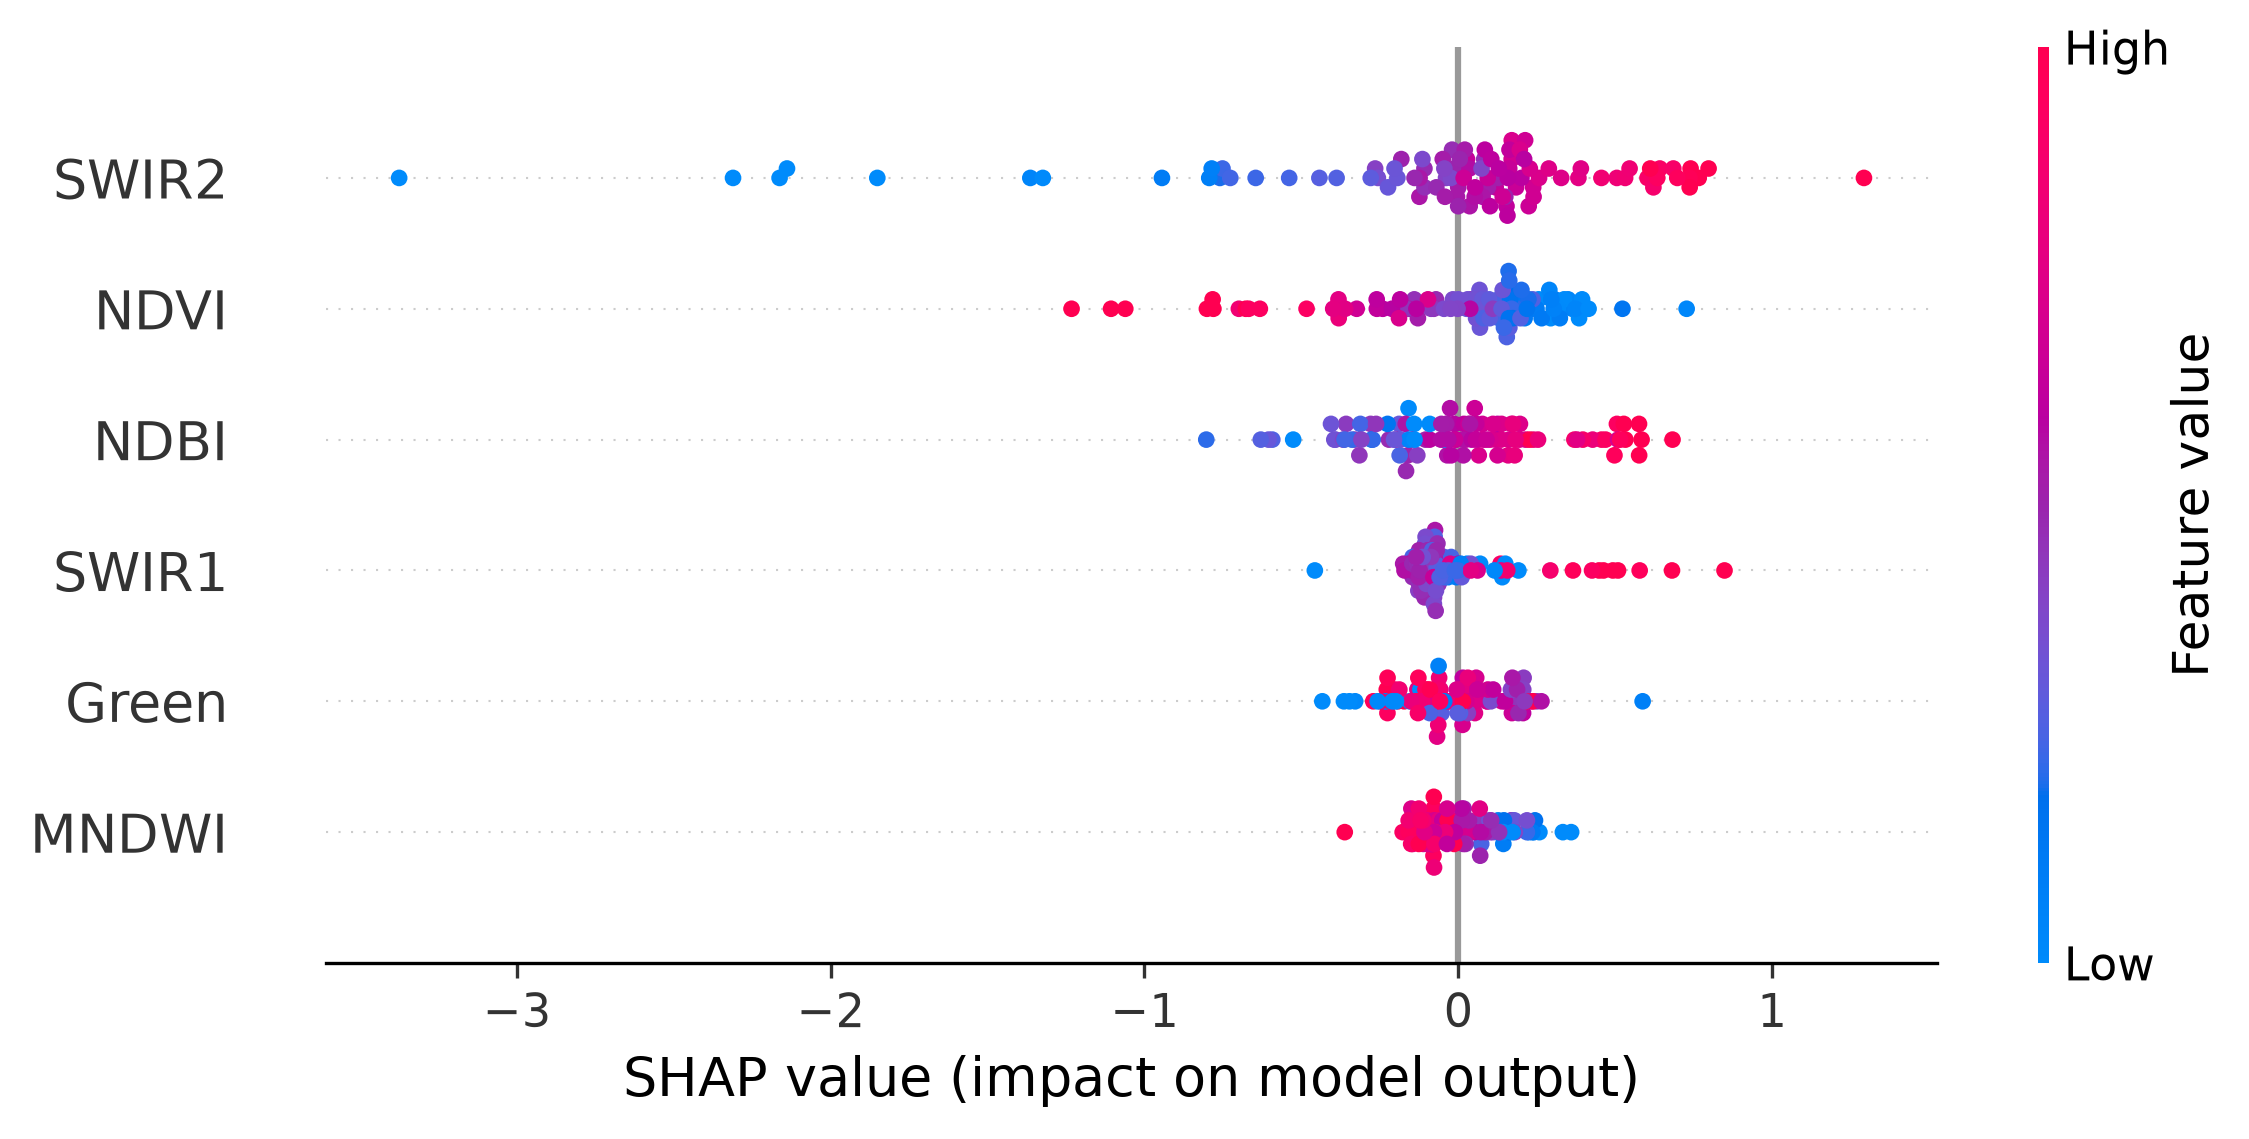 High
SWIR2
NDVI
NDBI
SWIR1
Green
MNDWI
Feature value
Low
−3 −2 −1 0 1
SHAP value (impact on model output)